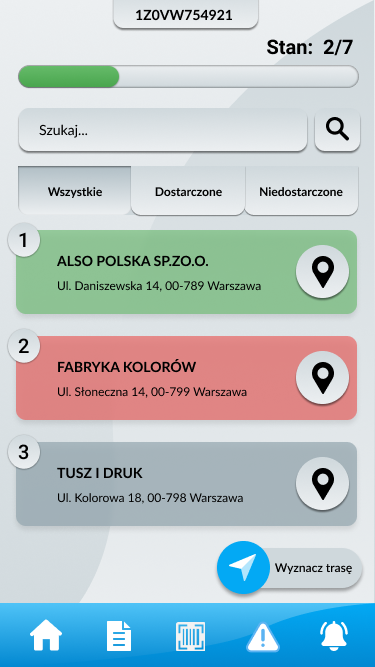 1Z0VW754921
Stan: 2/7
Szukaj...
Wszystkie
Dostarczone
Niedostarczone
1
ALSO POLSKA SP.ZO.O.
Ul. Daniszewska 14, 00-789 Warszawa
2
FABRYKA KOLORÓW
Ul. Słoneczna 14, 00-799 Warszawa
3
TUSZ I DRUK
Ul. Kolorowa 18, 00-798 Warszawa
Wyznacz trasę